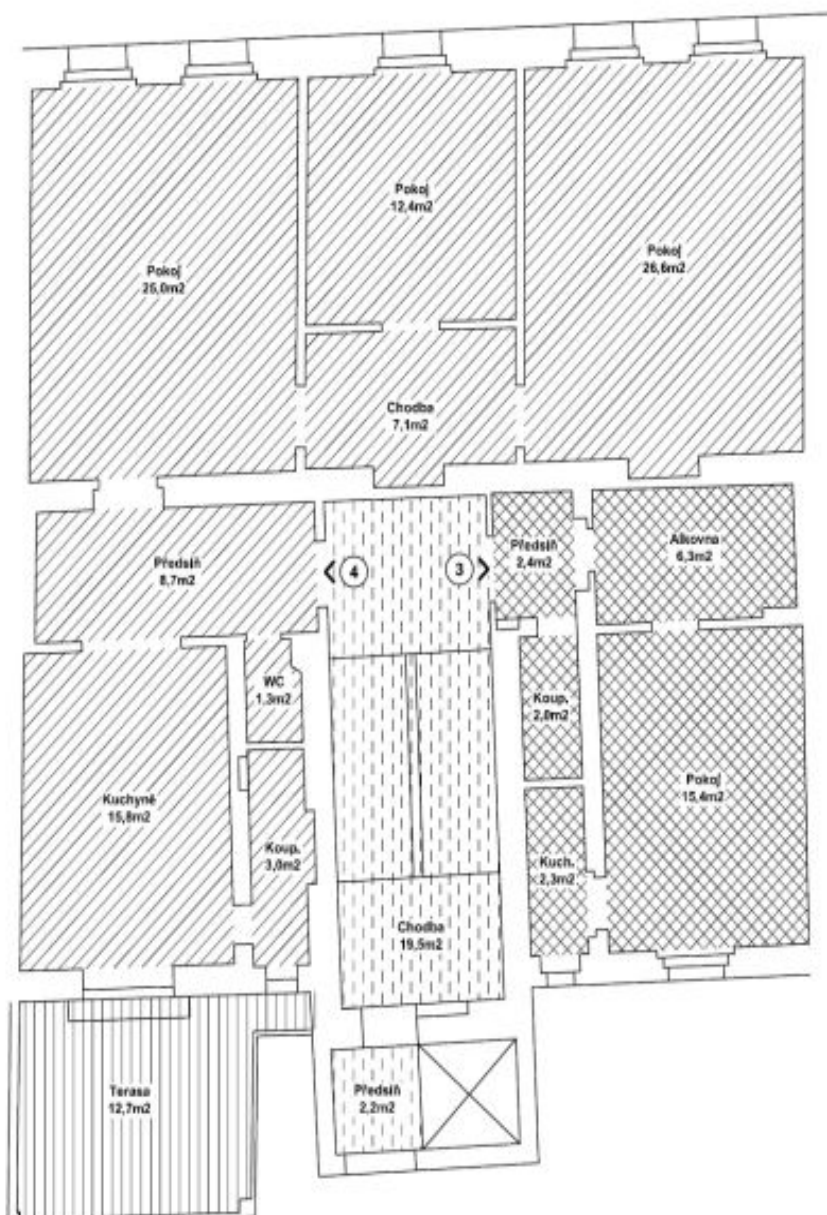 Pokoj
12,4m2
Pokoj
25,0m2
Pokoj
26,6m2
Chodba
7,1m2
Předsíň
8,7m2
4
3
Předsíň
2,4m2
Alkovna
6,3m2
WC
1.3m2
Koup.
2,0m2
Kuchyně
15,8m2
Pokoj
15,4m2
Koup.
3,0m2
Kuch.
2,3m2
Chodba
19,5m2
Terasa
12,7m2
Předsíň
2,2m2